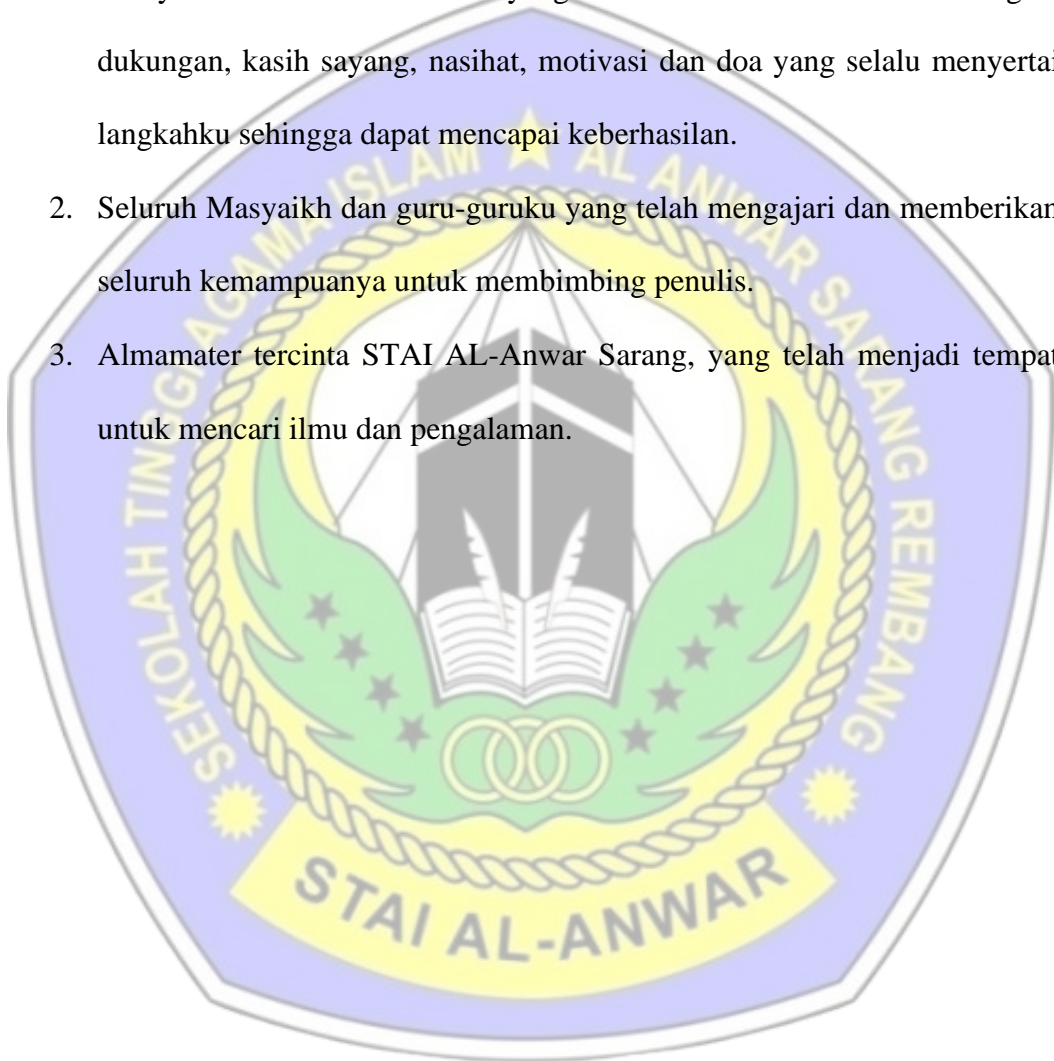 dukungan, kasih sayang, nasihat, motivasi dan doa yang selalu menyertai
langkahku sehingga dapat mencapai keberhasilan.
2. Seluruh Masyaikh dan guru-guruku yang telah mengajari dan memberikan
seluruh kemampuanya untuk membimbing penulis.
3. Almamater tercinta STAI AL-Anwar Sarang, yang telah menjadi tempat
untuk mencari ilmu dan pengalaman.
SEKOLAH TINGGI AGAMA ISLAM AL ANWAR SARANG REMBANG
STAI AL-ANWAR